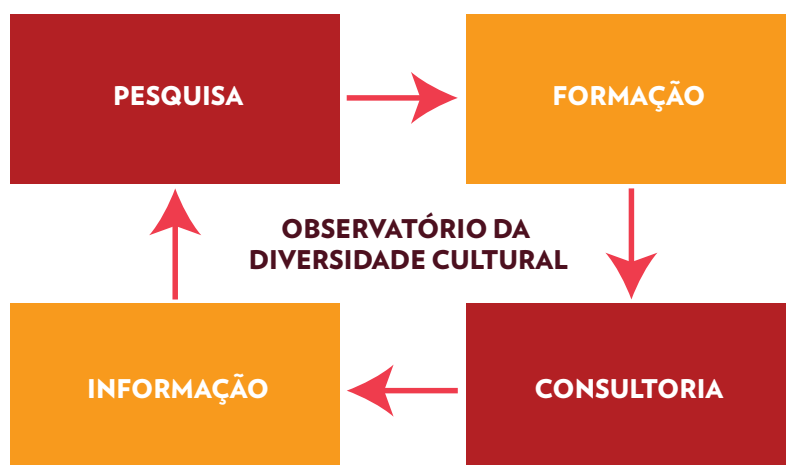 PESQUISA
FORMAÇÃO
OBSERVATÓRIO DA
DIVERSIDADE CULTURAL
INFORMAÇÃO
CONSULTORIA